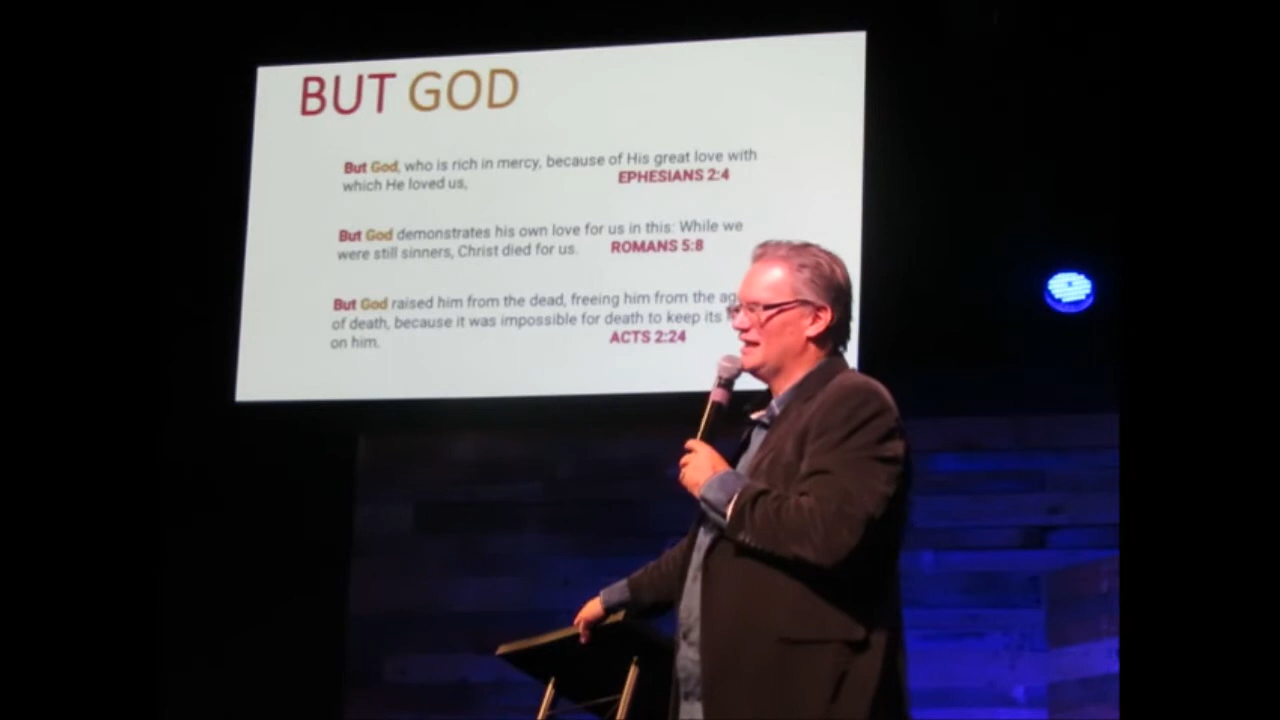 BUT GOD
But God, who is rich in mercy, because of His great love with
which He loved us,
EPHESIANS 2:4
But God demonstrates his own love for us in this: While we
were still sinners, Christ died for us.
ROMANS 5:8
But God raised him from the dead, freeing him from the
of death, because it was impossible for death to keep its
on him.
ACTS 2:24